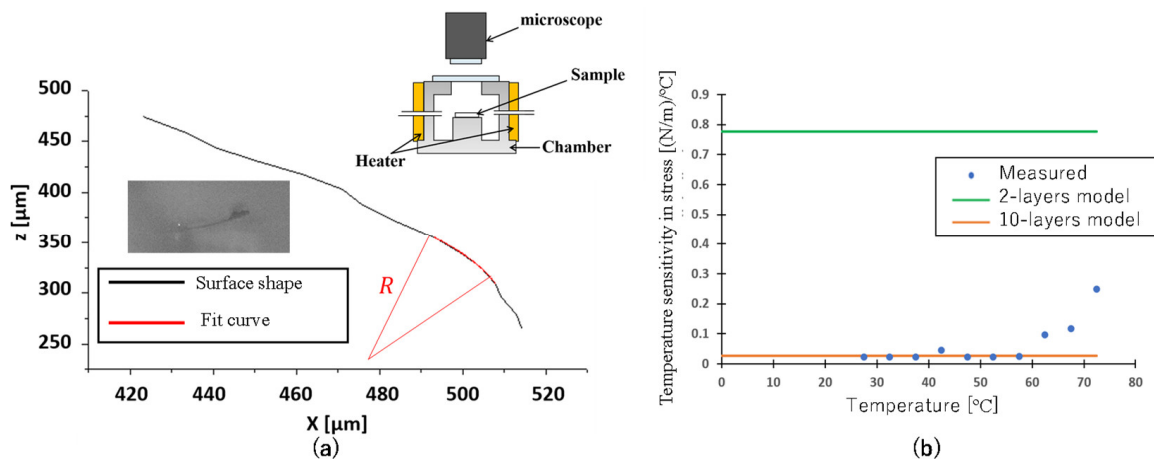 microscope
Sample
Heater
Chamber
z [µm]
500
450
400
350
300
250
R
Surface shape
Fit curve
420
440
460
480
500
520
X [µm]
(a)
Temperature sensitivity in stress [(N/m)/°C]
0.9
0.8
0.7
0.6
0.5
0.4
0.3
0.2
0.1
0
Measured
2-layers model
10-layers model
0
10
20
30
40
50
60
70
80
Temperature [°C]
(b)